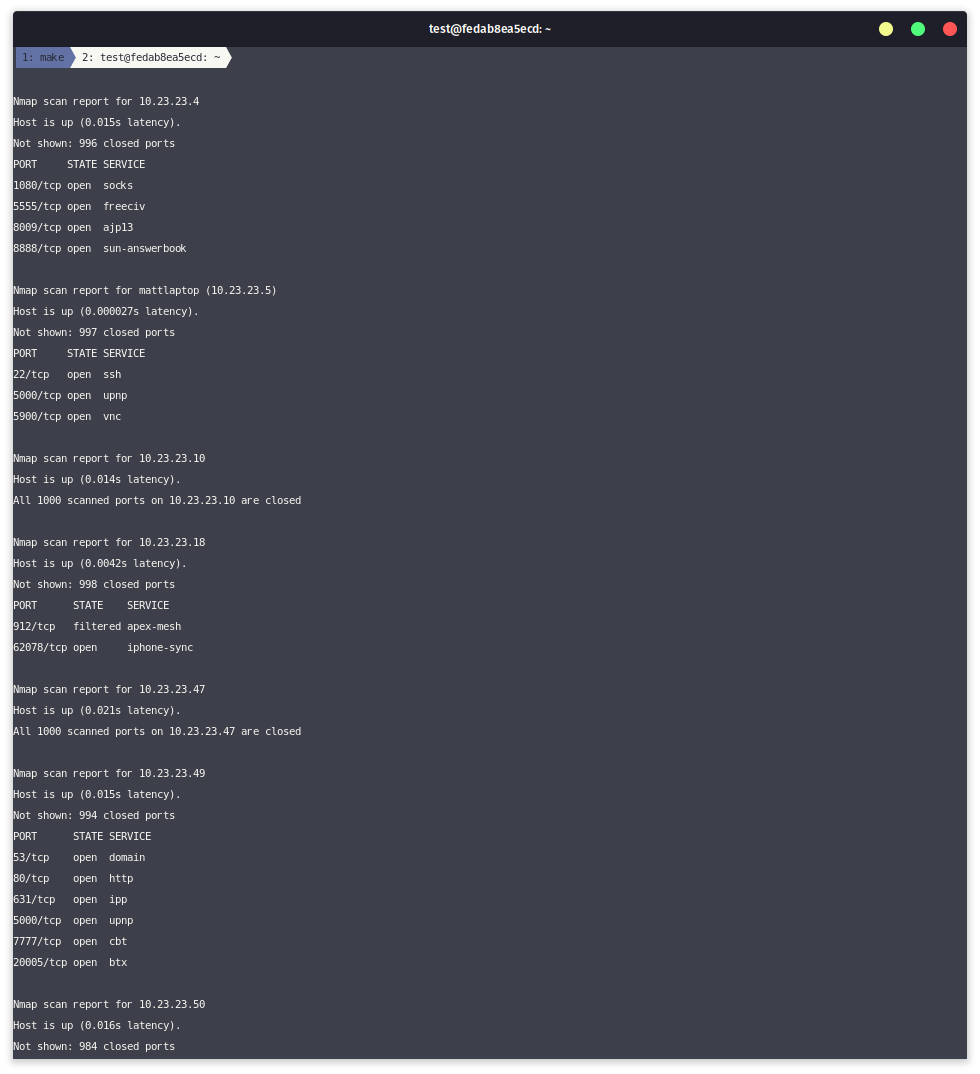 test@fedab8ea5ecd: ~
1: make 2: test@fedab8ea5ecd: ~
Nmap scan report for 10.23.23.4
Host is up (0.015s latency).
Not shown: 996 closed ports
PORT     STATE SERVICE
1080/tcp open  socks
5555/tcp open  freeciv
8009/tcp open  ajp13
8888/tcp open  sun-answerbook
Nmap scan report for mattlaptop (10.23.23.5)
Host is up (0.000027s latency).
Not shown: 997 closed ports
PORT     STATE SERVICE
22/tcp   open  ssh
5000/tcp open  upnp
5900/tcp open  vnc
Nmap scan report for 10.23.23.10
Host is up (0.014s latency).
All 1000 scanned ports on 10.23.23.10 are closed
Nmap scan report for 10.23.23.18
Host is up (0.0042s latency).
Not shown: 998 closed ports
PORT      STATE    SERVICE
912/tcp   filtered apex-mesh
62078/tcp open     iphone-sync
Nmap scan report for 10.23.23.47
Host is up (0.021s latency).
All 1000 scanned ports on 10.23.23.47 are closed
Nmap scan report for 10.23.23.49
Host is up (0.015s latency).
Not shown: 994 closed ports
PORT      STATE SERVICE
53/tcp    open  domain
80/tcp    open  http
631/tcp   open  ipp
5000/tcp  open  upnp
7777/tcp  open  cbt
20005/tcp open  btx
Nmap scan report for 10.23.23.50
Host is up (0.016s latency).
Not shown: 984 closed ports